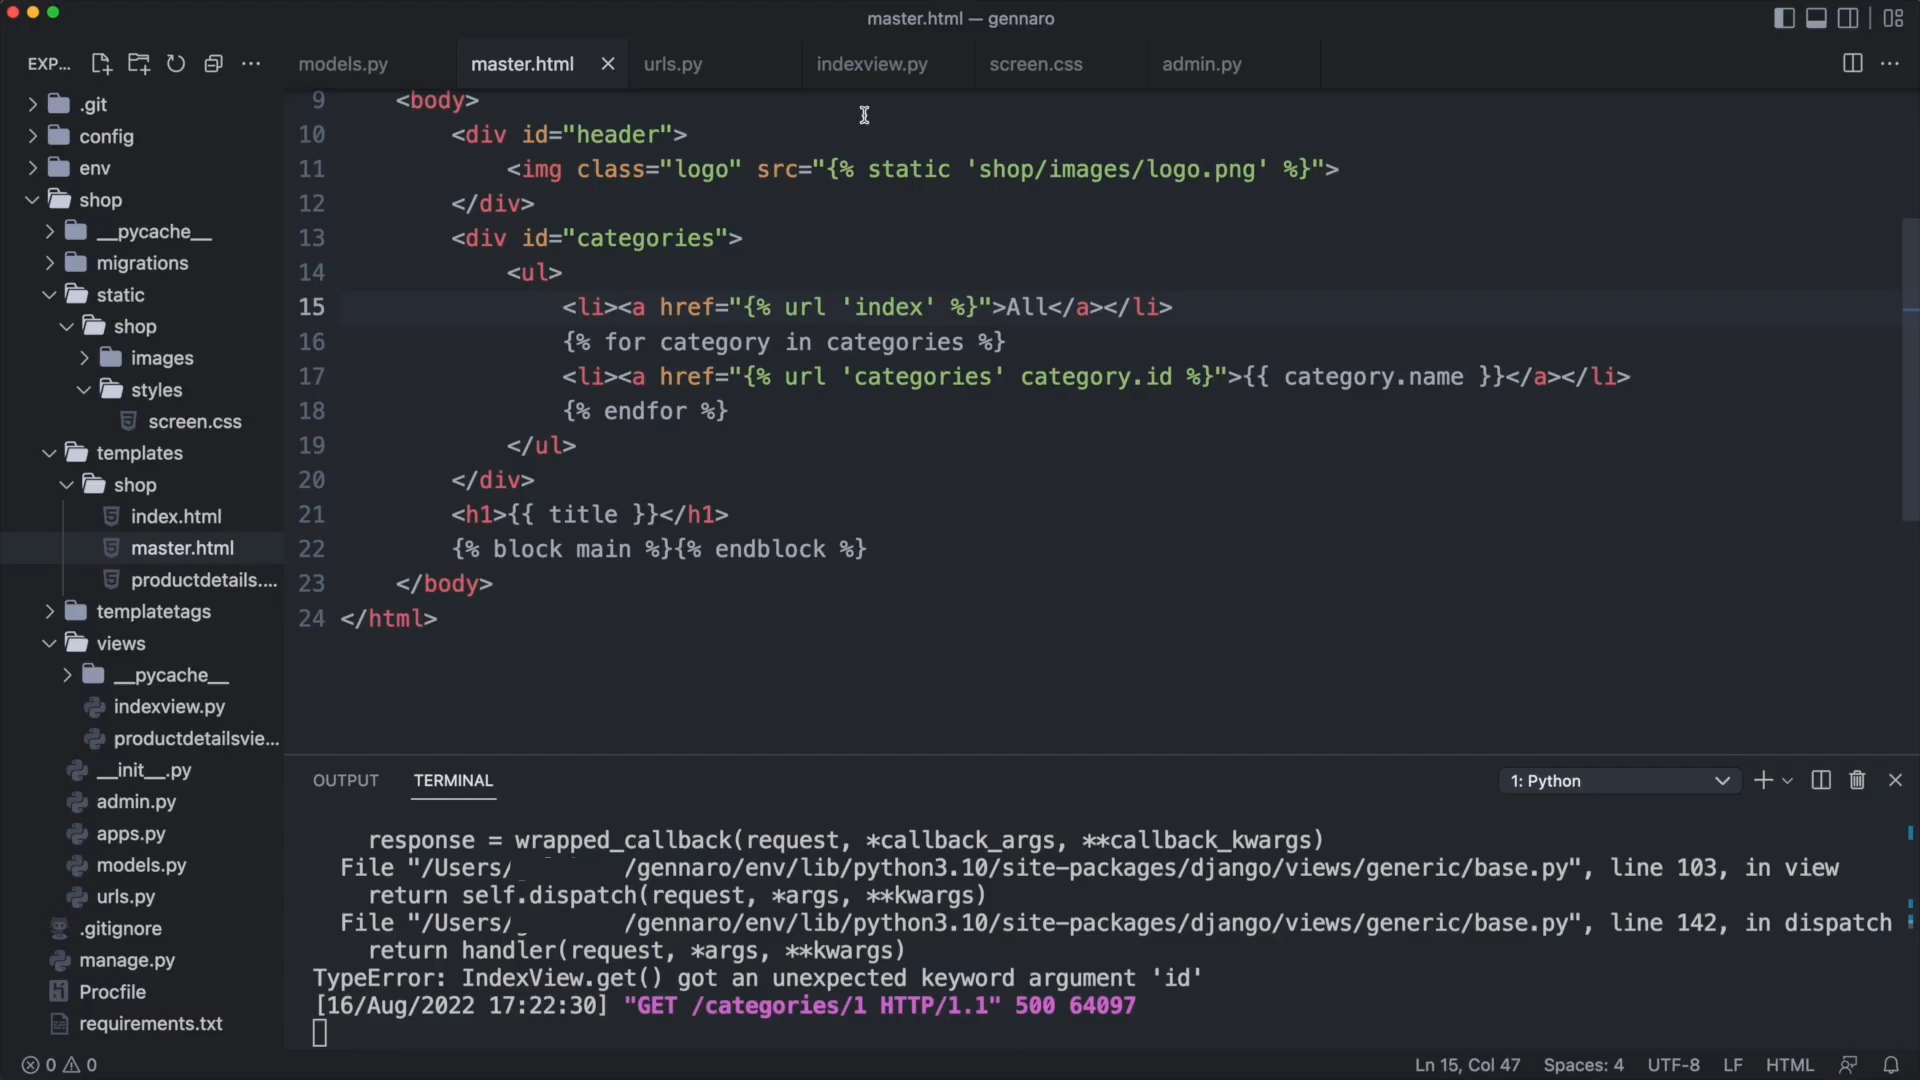 master.html — gennaro
EXP...
models.py
master.html
urls.py
indexview.py
screen.css
admin.py
.git
config
env
shop
__pycache__
migrations
static
shop
images
styles
screen.css
templates
shop
index.html
master.html
productdetails....
templatetags
views
__pycache__
indexview.py
productdetailsvie...
__init__.py
admin.py
apps.py
models.py
urls.py
.gitignore
manage.py
Procfile
requirements.txt
9 <body>
10 <div id="header">
11 <img class="logo" src="{% static 'shop/images/logo.png' %}">
12 </div>
13 <div id="categories">
14 <ul>
15 <li><a href="{% url 'index' %}">All</a></li>
16 {% for category in categories %}
17 <li><a href="{% url 'categories' category.id %}">{{ category.name }}</a></li>
18 {% endfor %}
19 </ul>
20 </div>
21 <h1>{{ title }}</h1>
22 {% block main %}{% endblock %}
23 </body>
24 </html>
OUTPUT TERMINAL 1: Python
response = wrapped_callback(request, *callback_args, **callback_kwargs)
File "/Users/ /gennaro/env/lib/python3.10/site-packages/django/views/generic/base.py", line 103, in view
return self.dispatch(request, *args, **kwargs)
File "/Users/ /gennaro/env/lib/python3.10/site-packages/django/views/generic/base.py", line 142, in dispatch
return handler(request, *args, **kwargs)
TypeError: IndexView.get() got an unexpected keyword argument 'id'
[16/Aug/2022 17:22:30] "GET /categories/1 HTTP/1.1" 500 64097
0 0 Ln 15, Col 47 Spaces: 4 UTF-8 LF HTML